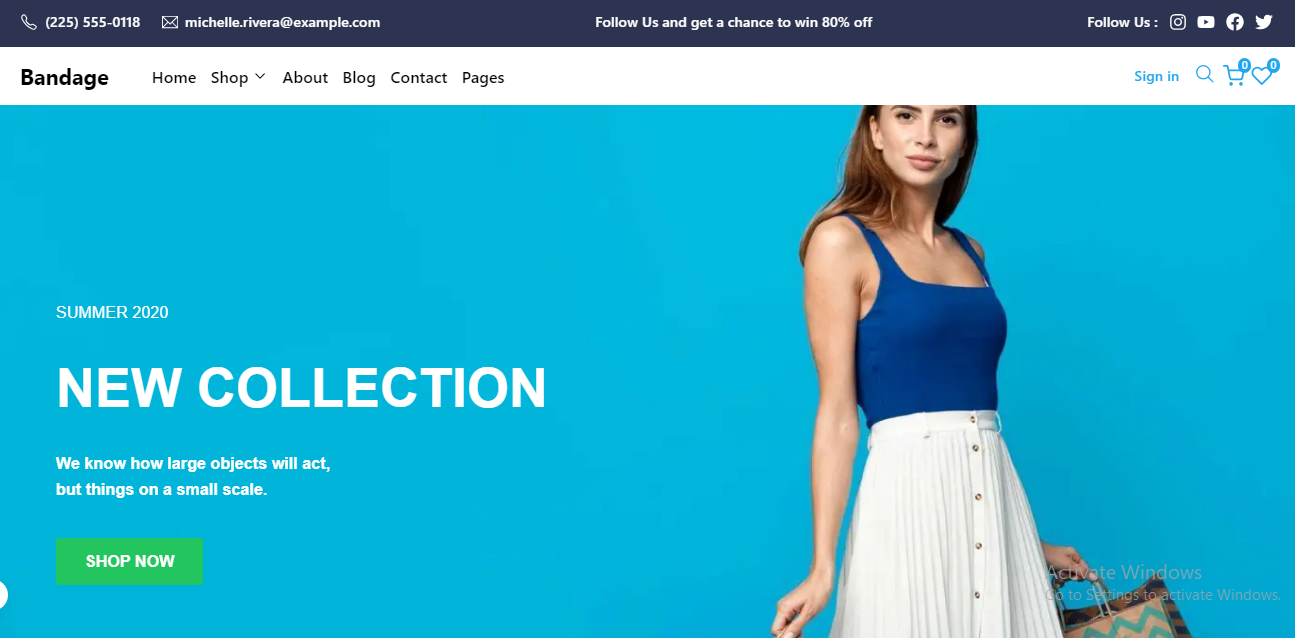 (225) 555-0118 michelle.rivera@example.com Follow Us and get a chance to win 80% off Follow Us :
Bandage Home Shop About Blog Contact Pages Sign in 0 0
SUMMER 2020
NEW COLLECTION
We know how large objects will act,
but things on a small scale.
SHOP NOW
Activate Windows
Go to Settings to activate Windows.